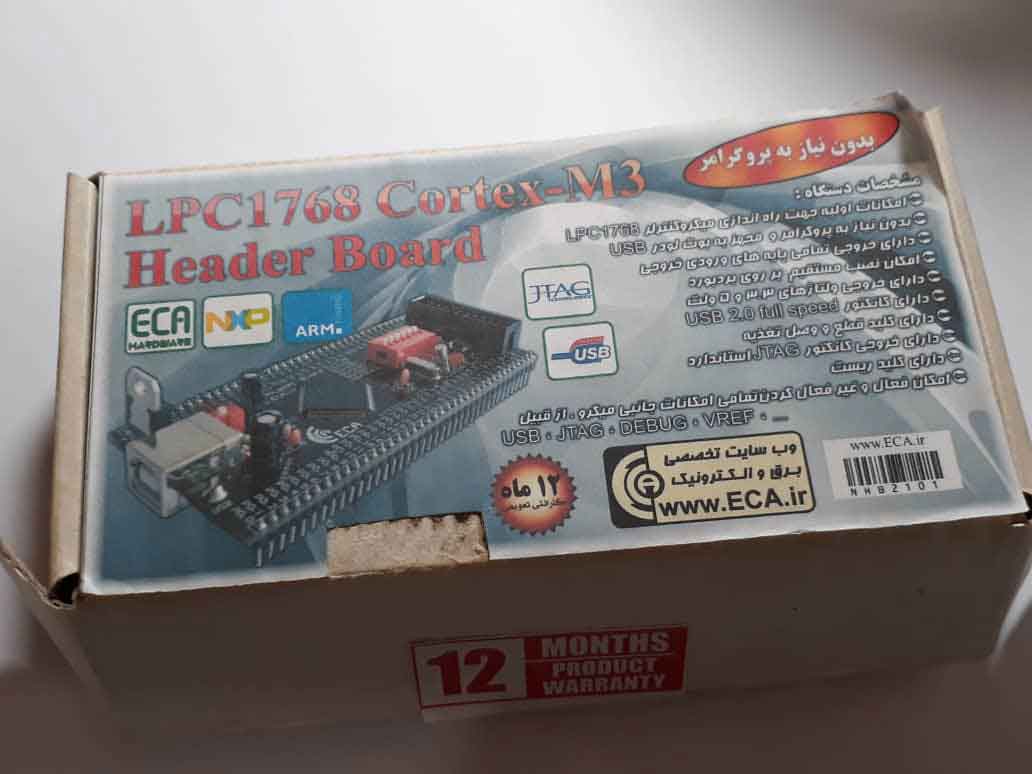 LPC1768 Cortex-M3
Header Board
بدون نیاز به پروگرامر
مشخصات دستگاه :
امکانات اولیه جهت راه اندازی میکروکنترلر LPC1768
بدون نیاز به پروگرامر و مجهز به بوت لودر USB
دارای خروجی تمامی پایه های ورودی خروجی
امکان نصب مستقیم بر روی بردبورد
دارای خروجی ولتاژهای ۳.۳ و ۵ ولت
دارای کانکتور USB 2.0 full speed
دارای کلید قطع و وصل تغذیه
دارای خروجی کانکتور JTAG استاندارد
دارای کلید ریست
امکان فعال و غیر فعال کردن تمامی امکانات جانبی میکرو . از قبیل
USB ، JTAG ، DEBUG ، VREF ، ...
ECA
HARDWARE
NXP
ARM
JTAG
USB
ECA
۱۲ ماه
گارانتی تعویض
وب سایت تخصصی
برق و الکترونیک
www.ECA.ir
www.ECA.ir
NHB2101
12 MONTHS
PRODUCT
WARRANTY